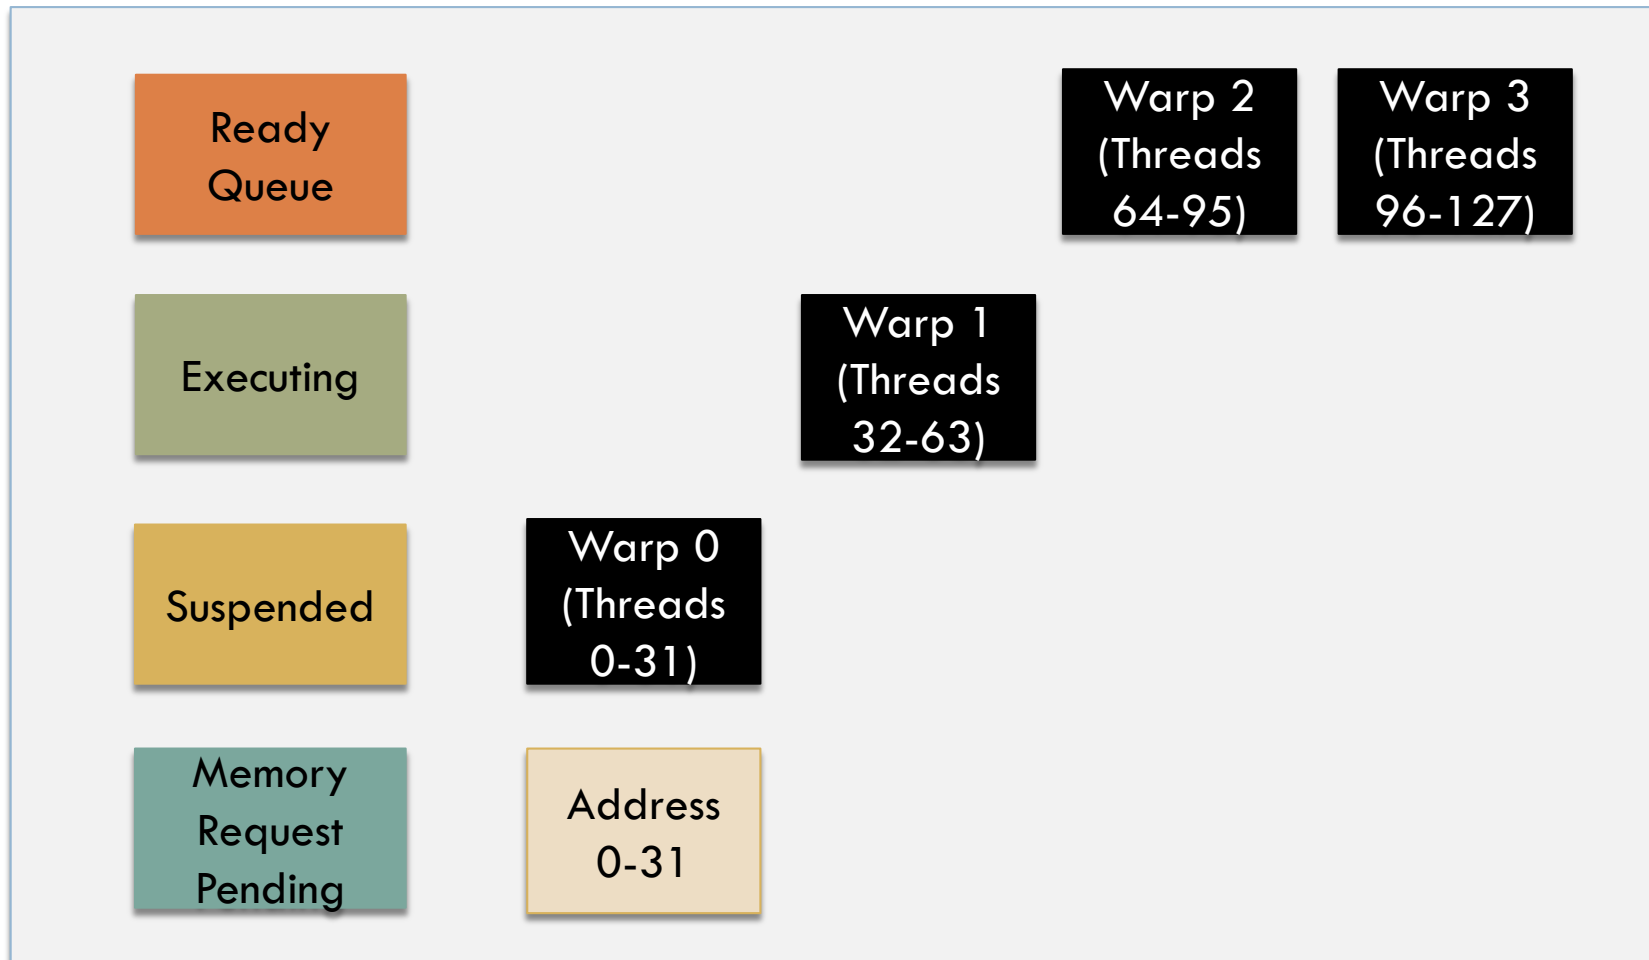 Ready
Queue
Warp 2
(Threads
64-95)
Warp 3
(Threads
96-127)
Executing
Warp 1
(Threads
32-63)
Suspended
Warp 0
(Threads
0-31)
Memory
Request
Pending
Address
0-31